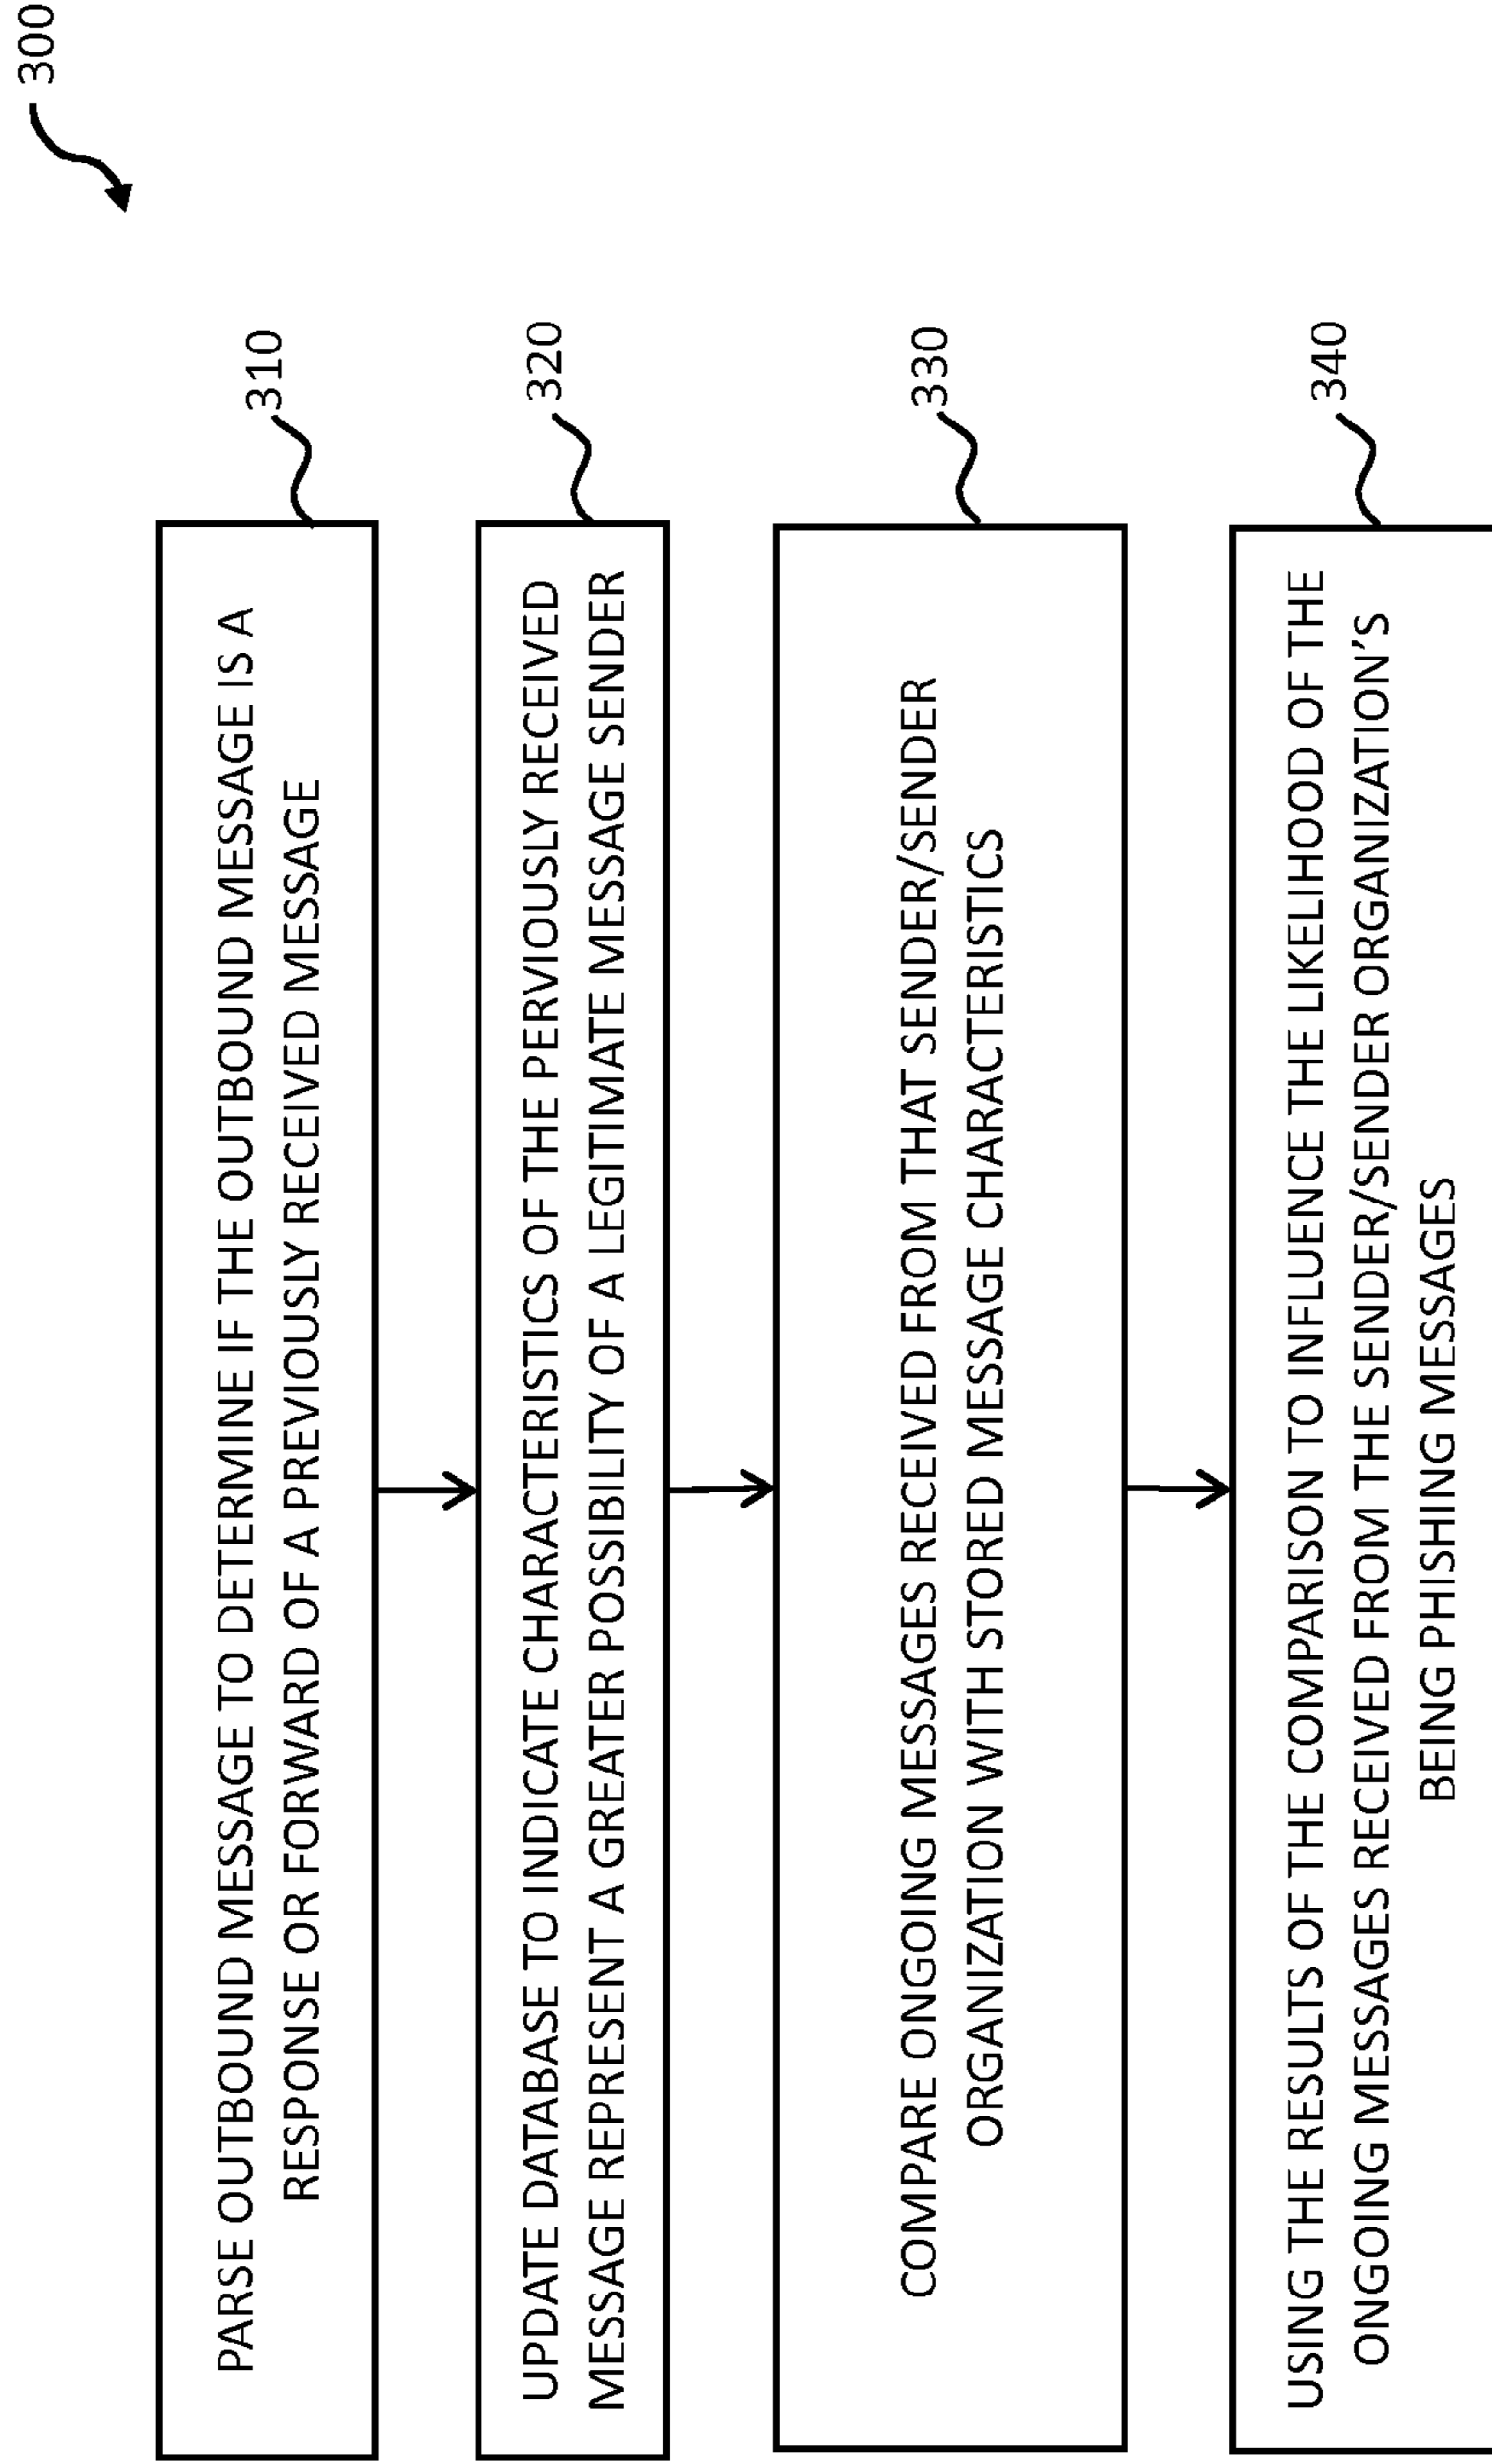 300
310
PARSE OUTBOUND MESSAGE TO DETERMINE IF THE OUTBOUND MESSAGE IS A
RESPONSE OR FORWARD OF A PREVIOUSLY RECEIVED MESSAGE
320
UPDATE DATABASE TO INDICATE CHARACTERISTICS OF THE PERVIOUSLY RECEIVED
MESSAGE REPRESENT A GREATER POSSIBILITY OF A LEGITIMATE MESSAGE SENDER
330
COMPARE ONGOING MESSAGES RECEIVED FROM THAT SENDER/SENDER
ORGANIZATION WITH STORED MESSAGE CHARACTERISTICS
340
USING THE RESULTS OF THE COMPARISON TO INFLUENCE THE LIKELIHOOD OF THE
ONGOING MESSAGES RECEIVED FROM THE SENDER/SENDER ORGANIZATION'S
BEING PHISHING MESSAGES